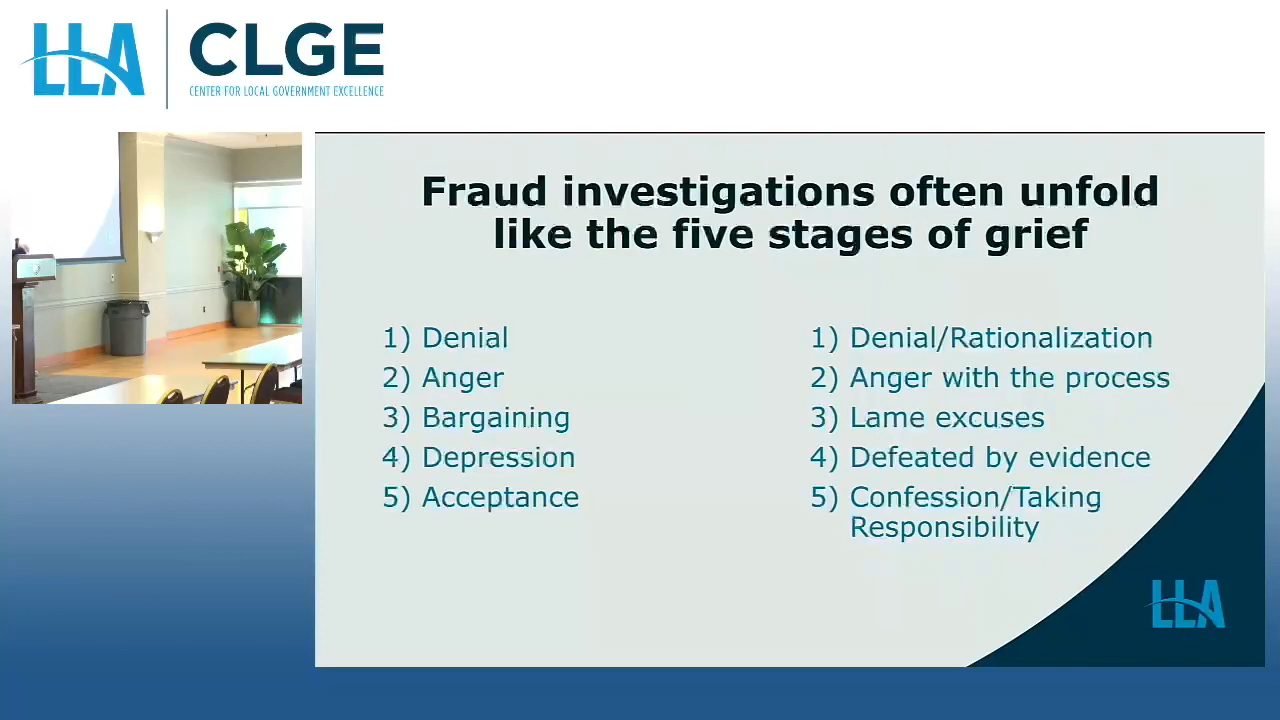 LLA
CLGE
CENTER FOR LOCAL GOVERNMENT EXCELLENCE
Fraud investigations often unfold
like the five stages of grief
1) Denial
2) Anger
3) Bargaining
4) Depression
5) Acceptance
1) Denial/Rationalization
2) Anger with the process
3) Lame excuses
4) Defeated by evidence
5) Confession/Taking
Responsibility
LLA